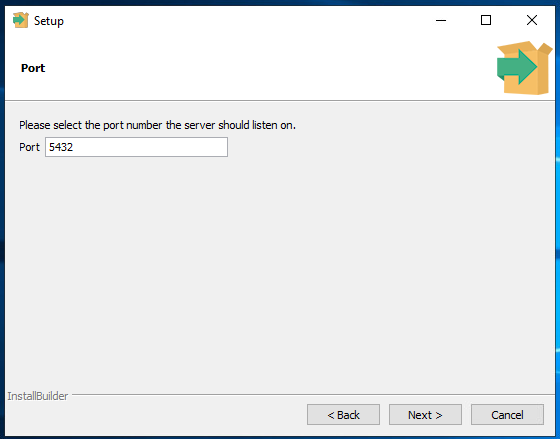 Setup
Port
Please select the port number the server should listen on.
Port 5432
InstallBuilder
< Back Next > Cancel